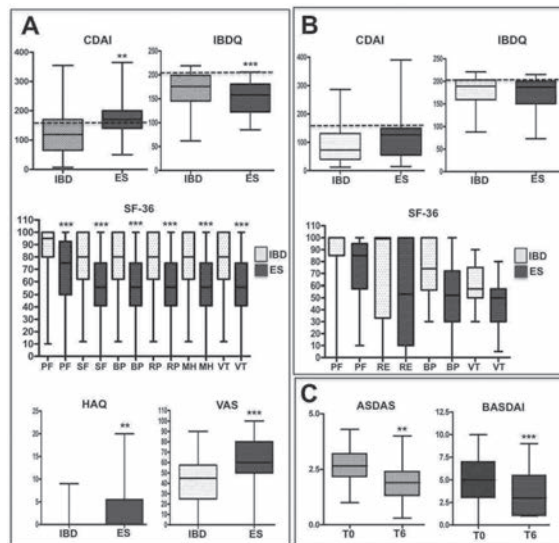 A
CDAI
IBDQ
400
300
200
100
0
**
IBD
ES
250
200
150
100
50
0
***
IBD
ES
SF-36
110
100
90
80
70
60
50
40
30
20
10
0
*** *** *** *** *** ***
IBD
ES
PF PF SF SF BP BP RP RP MH MH VT VT
HAQ
VAS
25
20
15
10
5
0
**
IBD
ES
110
100
90
80
70
60
50
40
30
20
10
0
***
IBD
ES
B
CDAI
IBDQ
400
300
200
100
0
IBD
ES
250
200
150
100
50
0
IBD
ES
SF-36
110
100
90
80
70
60
50
40
30
20
10
0
IBD
ES
PF PF RE RE BP BP VT VT
C
ASDAS
BASDAI
5.0
2.5
0.0
**
T0
T6
12.5
10.0
7.5
5.0
2.5
0.0
***
T0
T6